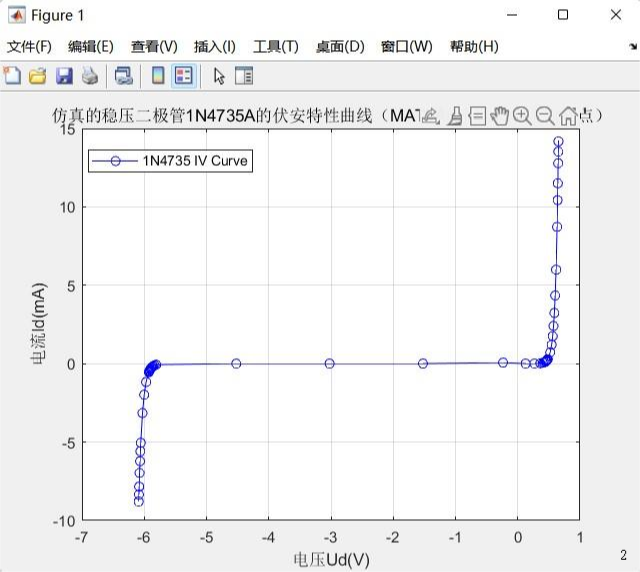 Figure 1
文件(F) 编辑(E) 查看(V) 插入(I) 工具(T) 桌面(D) 窗口(W) 帮助(H)
仿真的稳压二极管1N4735A的伏安特性曲线（MAT 点）
1N4735 IV Curve
15
10
5
0
-5
-10
电流Id(mA)
-7 -6 -5 -4 -3 -2 -1 0 1
电压Ud(V)
2